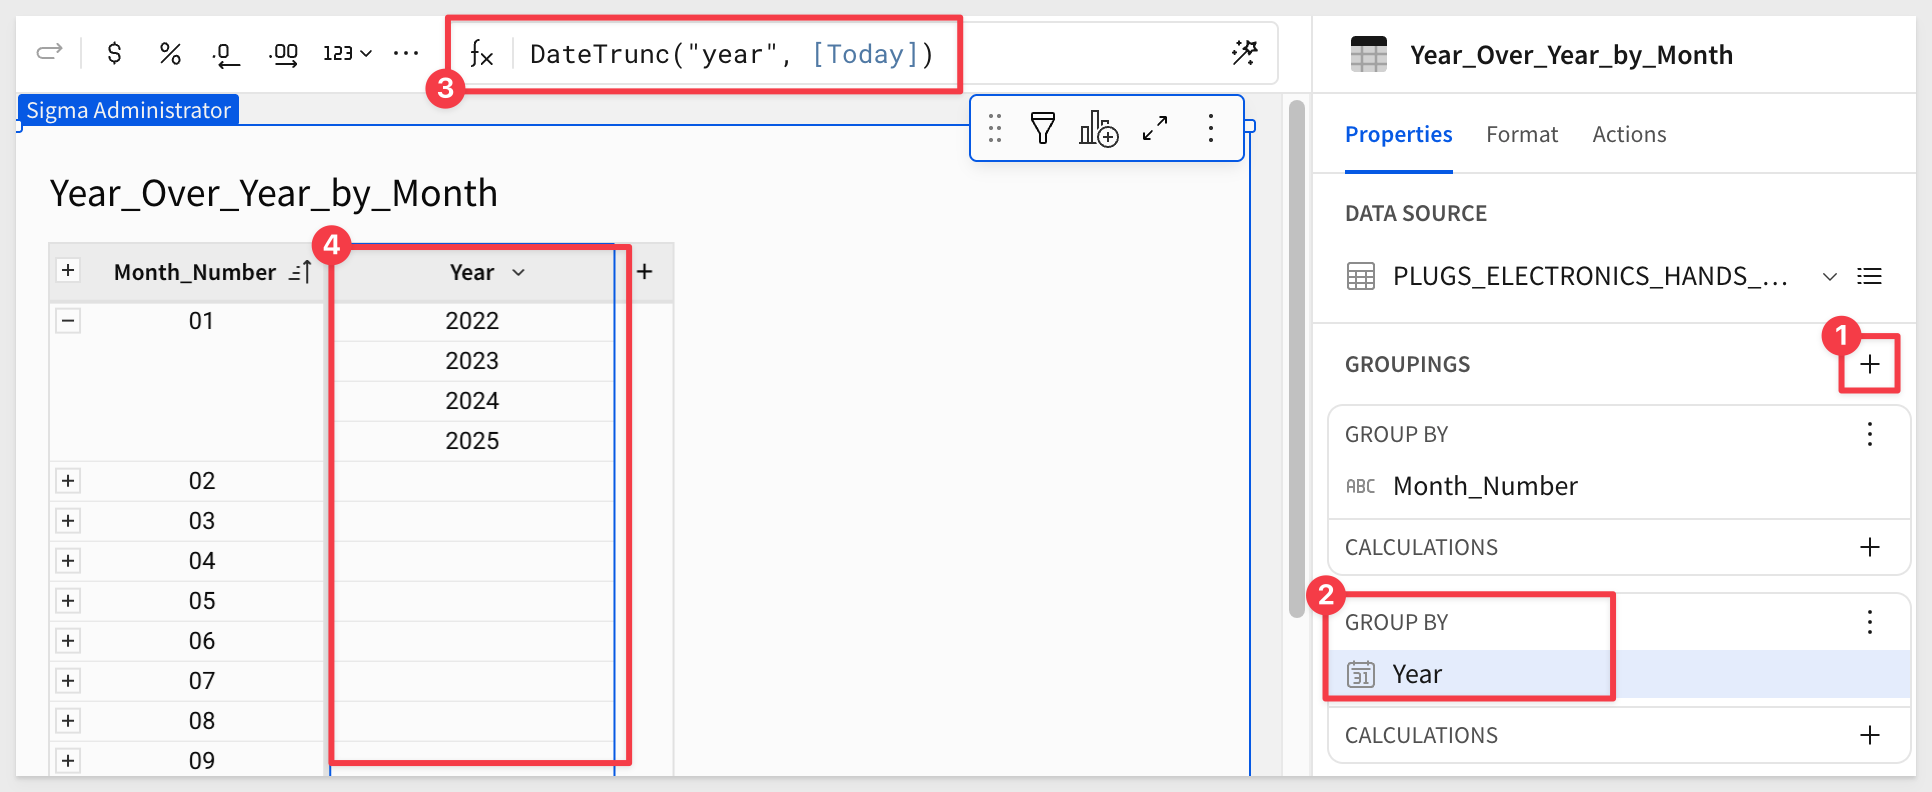 $ % .0 .00 123 ...
3
fx DateTrunc("year", [Today])
Sigma Administrator
Year_Over_Year_by_Month
4
Month_Number Year
01 2022
2023
2024
2025
02
03
04
05
06
07
08
09
Year_Over_Year_by_Month
Properties Format Actions
DATA SOURCE
PLUGS_ELECTRONICS_HANDS_...
1
GROUPINGS
GROUP BY
ABC Month_Number
CALCULATIONS
2
GROUP BY
31 Year
CALCULATIONS